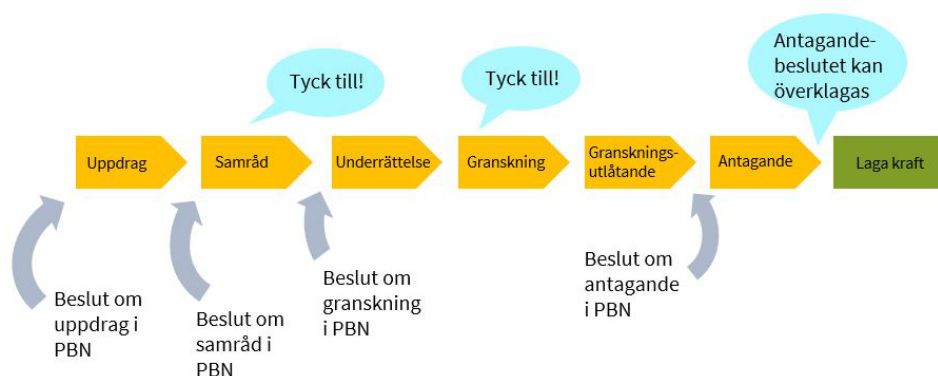 Tyck till!
Tyck till!
Antagande-
beslutet kan
överklagas
Uppdrag
Samråd
Underrättelse
Granskning
Gransknings-
utlåtande
Antagande
Laga kraft
Beslut om
uppdrag i
PBN
Beslut om
samråd i
PBN
Beslut om
granskning
i PBN
Beslut om
antagande
i PBN